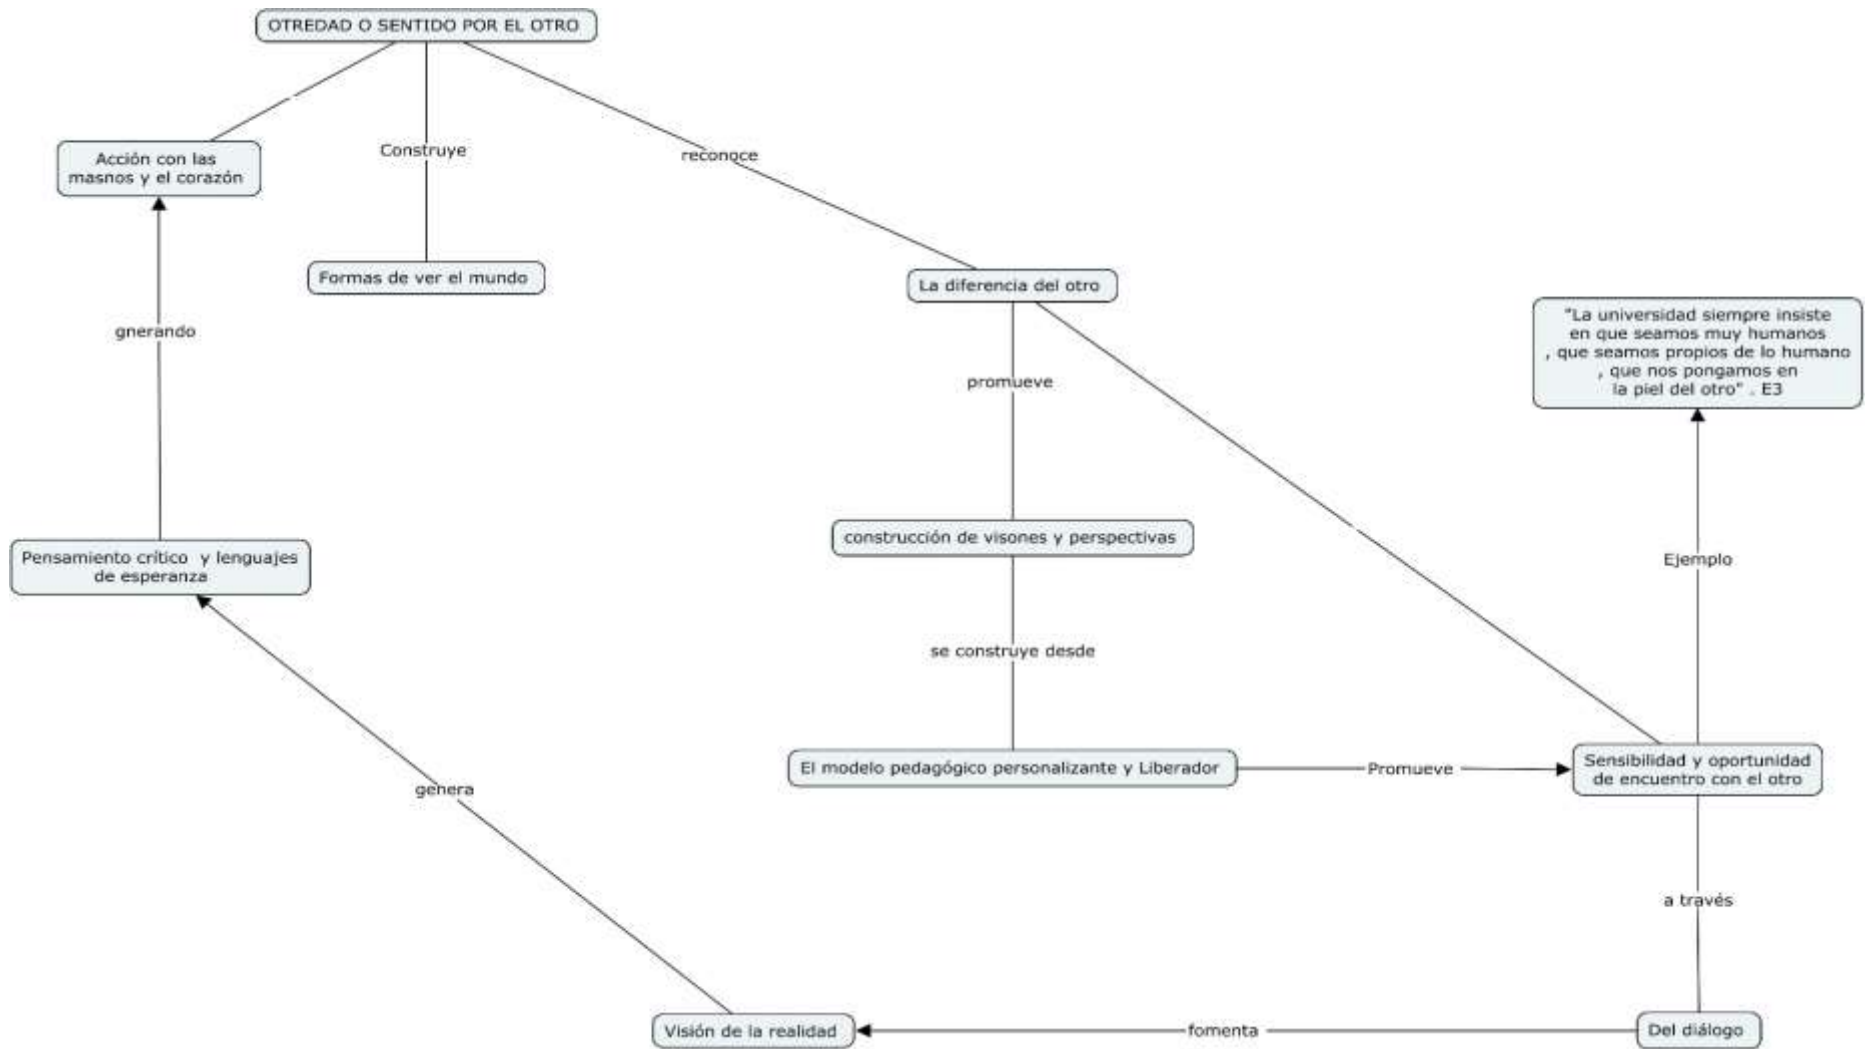 OTREDAD O SENTIDO POR EL OTRO
Acción con las
masnos y el corazón
Construye
reconoce
Formas de ver el mundo
La diferencia del otro
"La universidad siempre insiste
en que seamos muy humanos
, que seamos propios de lo humano
, que nos pongamos en
la piel del otro" . E3
gnerando
promueve
construcción de visones y perspectivas
Pensamiento crítico y lenguajes
de esperanza
Ejemplo
se construye desde
El modelo pedagógico personalizante y Liberador
Promueve
Sensibilidad y oportunidad
de encuentro con el otro
genera
a través
Visión de la realidad
fomenta
Del diálogo